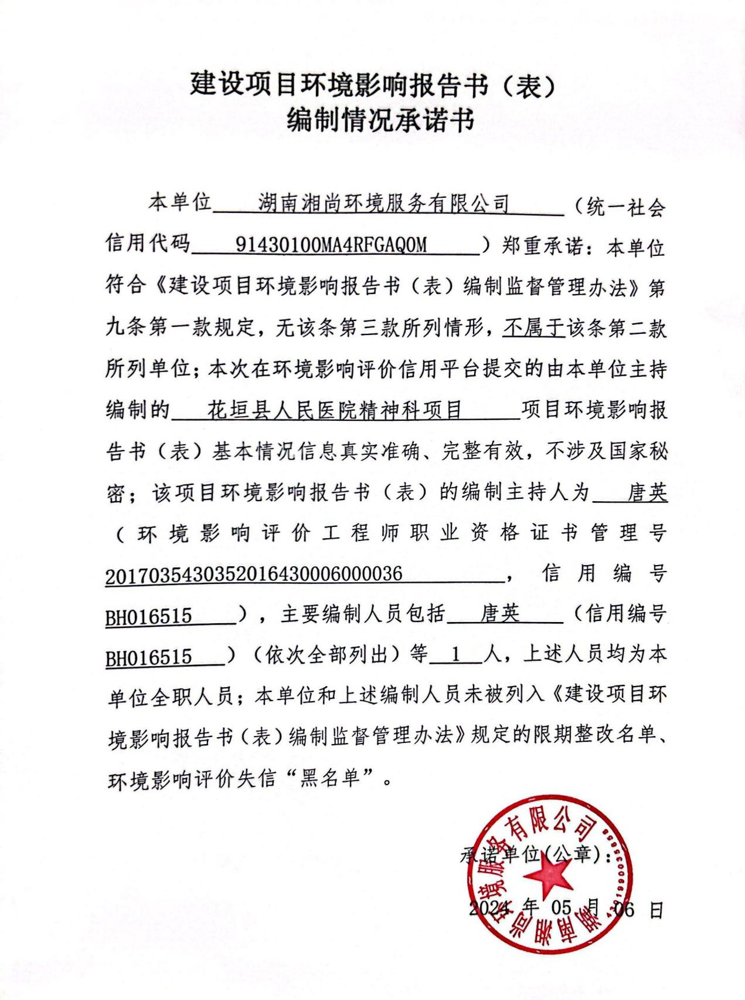 建设项目环境影响报告书（表）
编制情况承诺书
本单位 湖南湘尚环境服务有限公司 （统一社会
信用代码 91430100MA4RFGAQ0M ）郑重承诺：本单位
符合《建设项目环境影响报告书（表）编制监督管理办法》第
九条第一款规定，无该条第三款所列情形，不属于该条第二款
所列单位；本次在环境影响评价信用平台提交的由本单位主持
编制的 花垣县人民医院精神科项目 项目环境影响报
告书（表）基本情况信息真实准确、完整有效，不涉及国家秘
密；该项目环境影响报告书（表）的编制主持人为 唐英
（环境影响评价工程师职业资格证书管理号
2017035430352016430006000036 ，信用编号
BH016515 ），主要编制人员包括 唐英 （信用编号
BH016515 ）（依次全部列出）等 1 人，上述人员均为本
单位全职人员；本单位和上述编制人员未被列入《建设项目环
境影响报告书（表）编制监督管理办法》规定的限期整改名单、
环境影响评价失信“黑名单”。
承诺单位(公章)：
2024 年 05 月 06 日
湖南湘尚环境服务有限公司